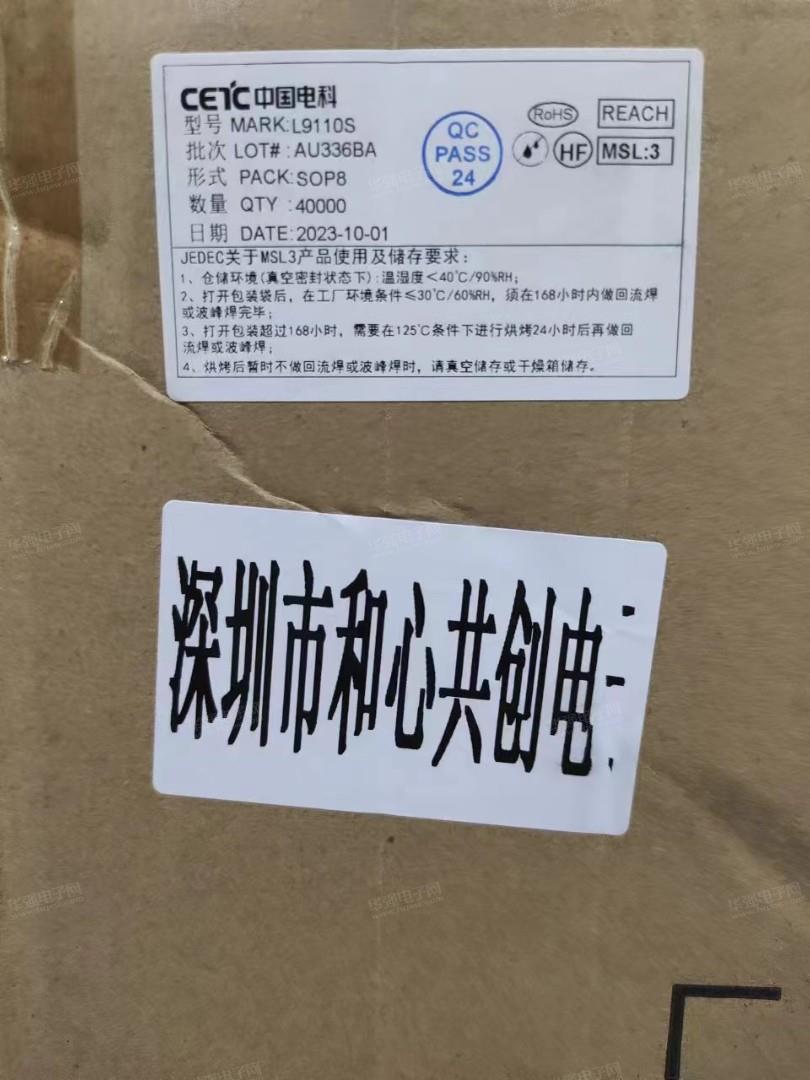 CETC中国电科
型号 MARK:L9110S
批次 LOT# :AU336BA
形式 PACK:SOP8
数量 QTY :40000
日期 DATE:2023-10-01
QC
PASS
24
RoHS
REACH
HF
MSL:3
JEDEC关于MSL3产品使用及储存要求：
1、仓储环境(真空密封状态下):温湿度＜40℃/90%RH；
2、打开包装袋后，在工厂环境条件≤30℃/60%RH，须在168小时内做回流焊
或波峰焊完毕；
3、打开包装超过168小时，需要在125℃条件下进行烘烤24小时后再做回
流焊或波峰焊；
4、烘烤后暂时不做回流焊或波峰焊时，请真空储存或干燥箱储存。
深圳市和心共创电
华强电子网